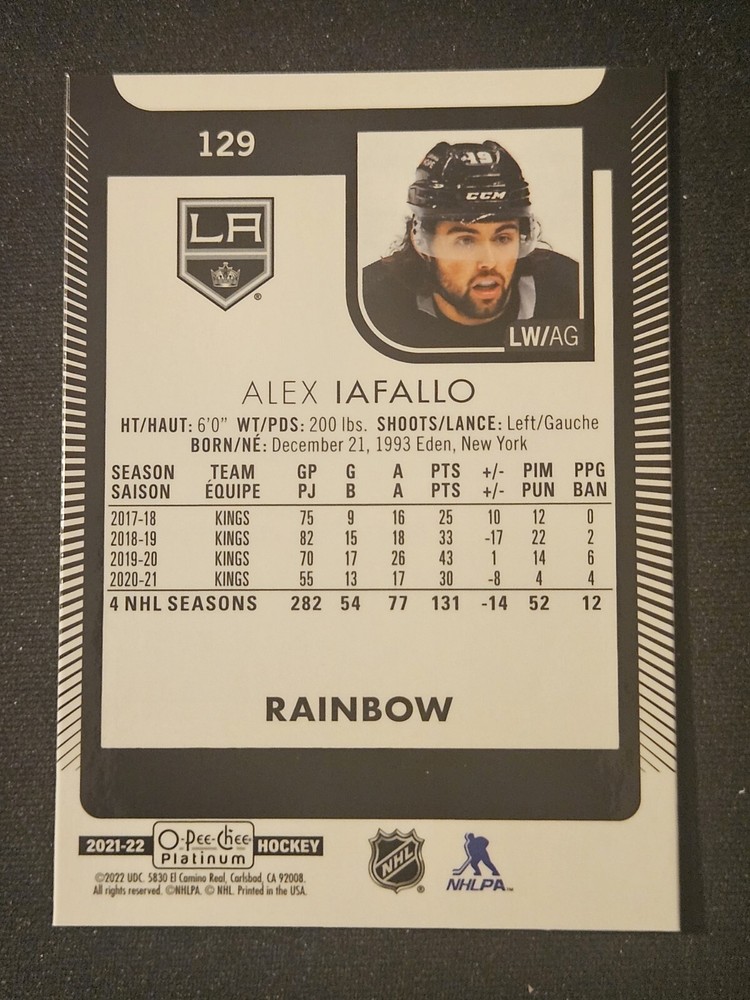 129
LA
19
CCM
LW/AG
ALEX IAFALLO
HT/HAUT: 6'0" WT/PDS: 200 lbs. SHOOTS/LANCE: Left/Gauche
BORN/NÉ: December 21, 1993 Eden, New York
SEASON TEAM GP G A PTS +/- PIM PPG
SAISON ÉQUIPE PJ B A PTS +/- PUN BAN
2017-18 KINGS 75 9 16 25 10 12 0
2018-19 KINGS 82 15 18 33 -17 22 2
2019-20 KINGS 70 17 26 43 1 14 6
2020-21 KINGS 55 13 17 30 -8 4 4
4 NHL SEASONS 282 54 77 131 -14 52 12
RAINBOW
2021-22 O-Pee-Chee Platinum HOCKEY
©2022 UDC. 5830 El Camino Real, Carlsbad, CA 92008.
All rights reserved. ©NHLPA. © NHL. Printed in the USA.
NHL ®
NHLPA™